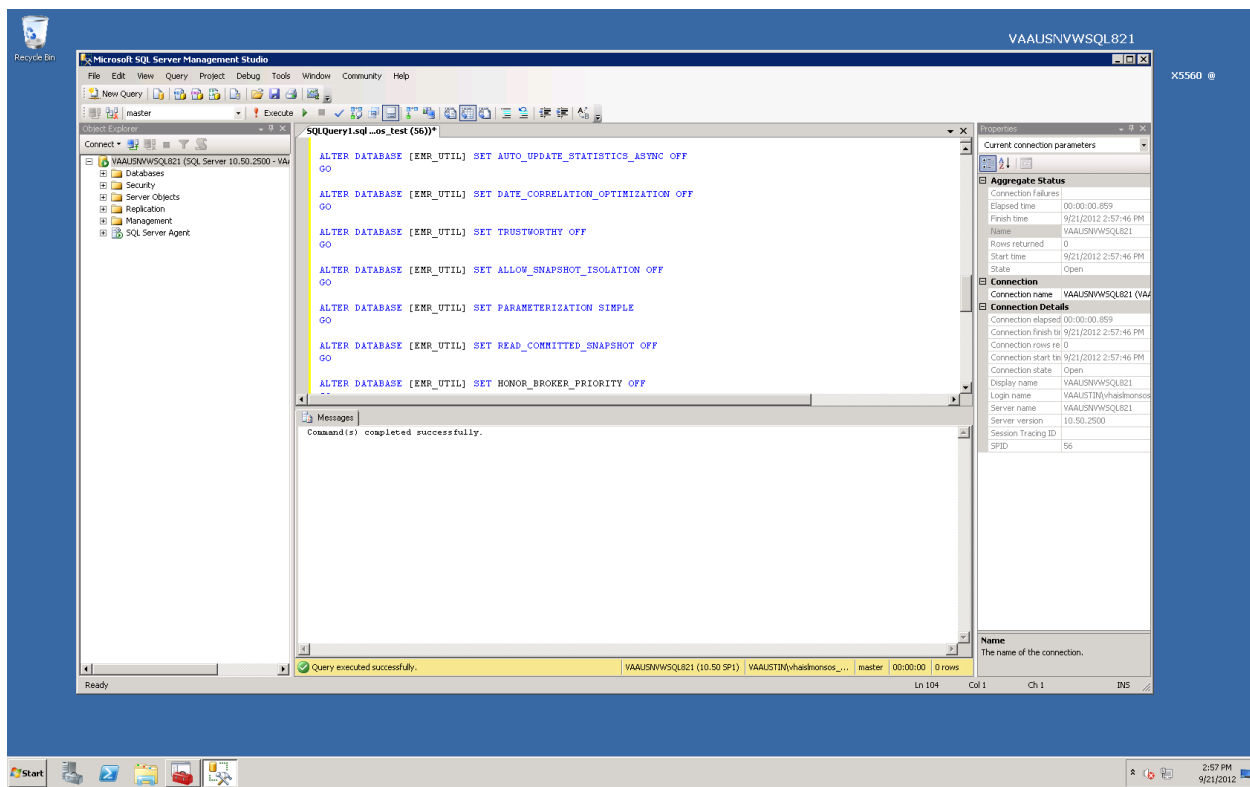 VAAUSNVWSQL821
Recycle Bin
X5560 @
Microsoft SQL Server Management Studio
File Edit View Query Project Debug Tools Window Community Help
New Query
master
Execute
Object Explorer
Connect
VAAUSNVWSQL821 (SQL Server 10.50.2500 - VA
Databases
Security
Server Objects
Replication
Management
SQL Server Agent
SQLQuery1.sql ...os_test (56))*
ALTER DATABASE [EMR_UTIL] SET AUTO_UPDATE_STATISTICS_ASYNC OFF
GO
ALTER DATABASE [EMR_UTIL] SET DATE_CORRELATION_OPTIMIZATION OFF
GO
ALTER DATABASE [EMR_UTIL] SET TRUSTWORTHY OFF
GO
ALTER DATABASE [EMR_UTIL] SET ALLOW_SNAPSHOT_ISOLATION OFF
GO
ALTER DATABASE [EMR_UTIL] SET PARAMETERIZATION SIMPLE
GO
ALTER DATABASE [EMR_UTIL] SET READ_COMMITTED_SNAPSHOT OFF
GO
ALTER DATABASE [EMR_UTIL] SET HONOR_BROKER_PRIORITY OFF
Messages
Command(s) completed successfully.
Query executed successfully.
VAAUSNVWSQL821 (10.50 SP1)
VAAUSTIN\vhaislmonsos_...
master
00:00:00
0 rows
Properties
Current connection parameters
Aggregate Status
Connection failures
Elapsed time 00:00:00.859
Finish time 9/21/2012 2:57:46 PM
Name VAAUSNVWSQL821
Rows returned 0
Start time 9/21/2012 2:57:46 PM
State Open
Connection
Connection name VAAUSNVWSQL821 (VAA
Connection Details
Connection elapsed 00:00:00.859
Connection finish tir 9/21/2012 2:57:46 PM
Connection rows re 0
Connection start tin 9/21/2012 2:57:46 PM
Connection state Open
Display name VAAUSNVWSQL821
Login name VAAUSTIN\vhaislmonsos
Server name VAAUSNVWSQL821
Server version 10.50.2500
Session Tracing ID
SPID 56
Name
The name of the connection.
Ready
Ln 104 Col 1 Ch 1 INS
Start
2:57 PM
9/21/2012